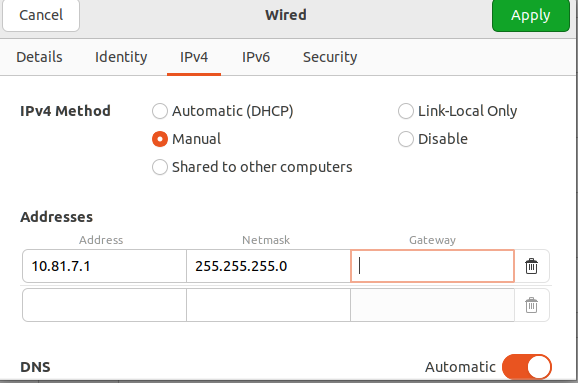 Cancel Wired Apply
Details Identity IPv4 IPv6 Security
IPv4 Method Automatic (DHCP) Link-Local Only
Manual Disable
Shared to other computers
Addresses
Address Netmask Gateway
10.81.7.1 255.255.255.0
DNS Automatic